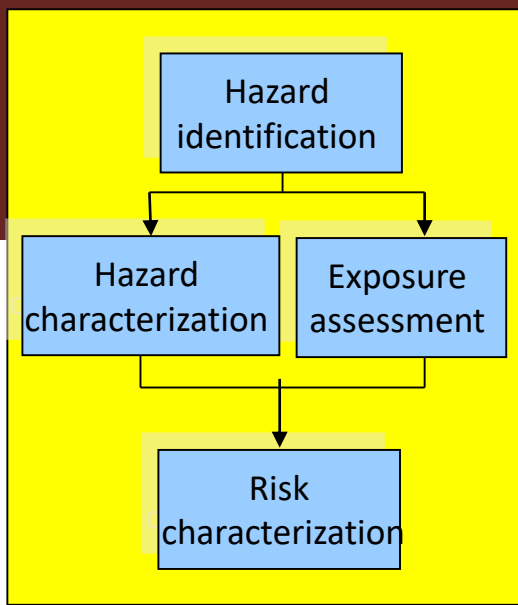 Hazard
identification
Hazard
characterization
Exposure
assessment
Risk
characterization